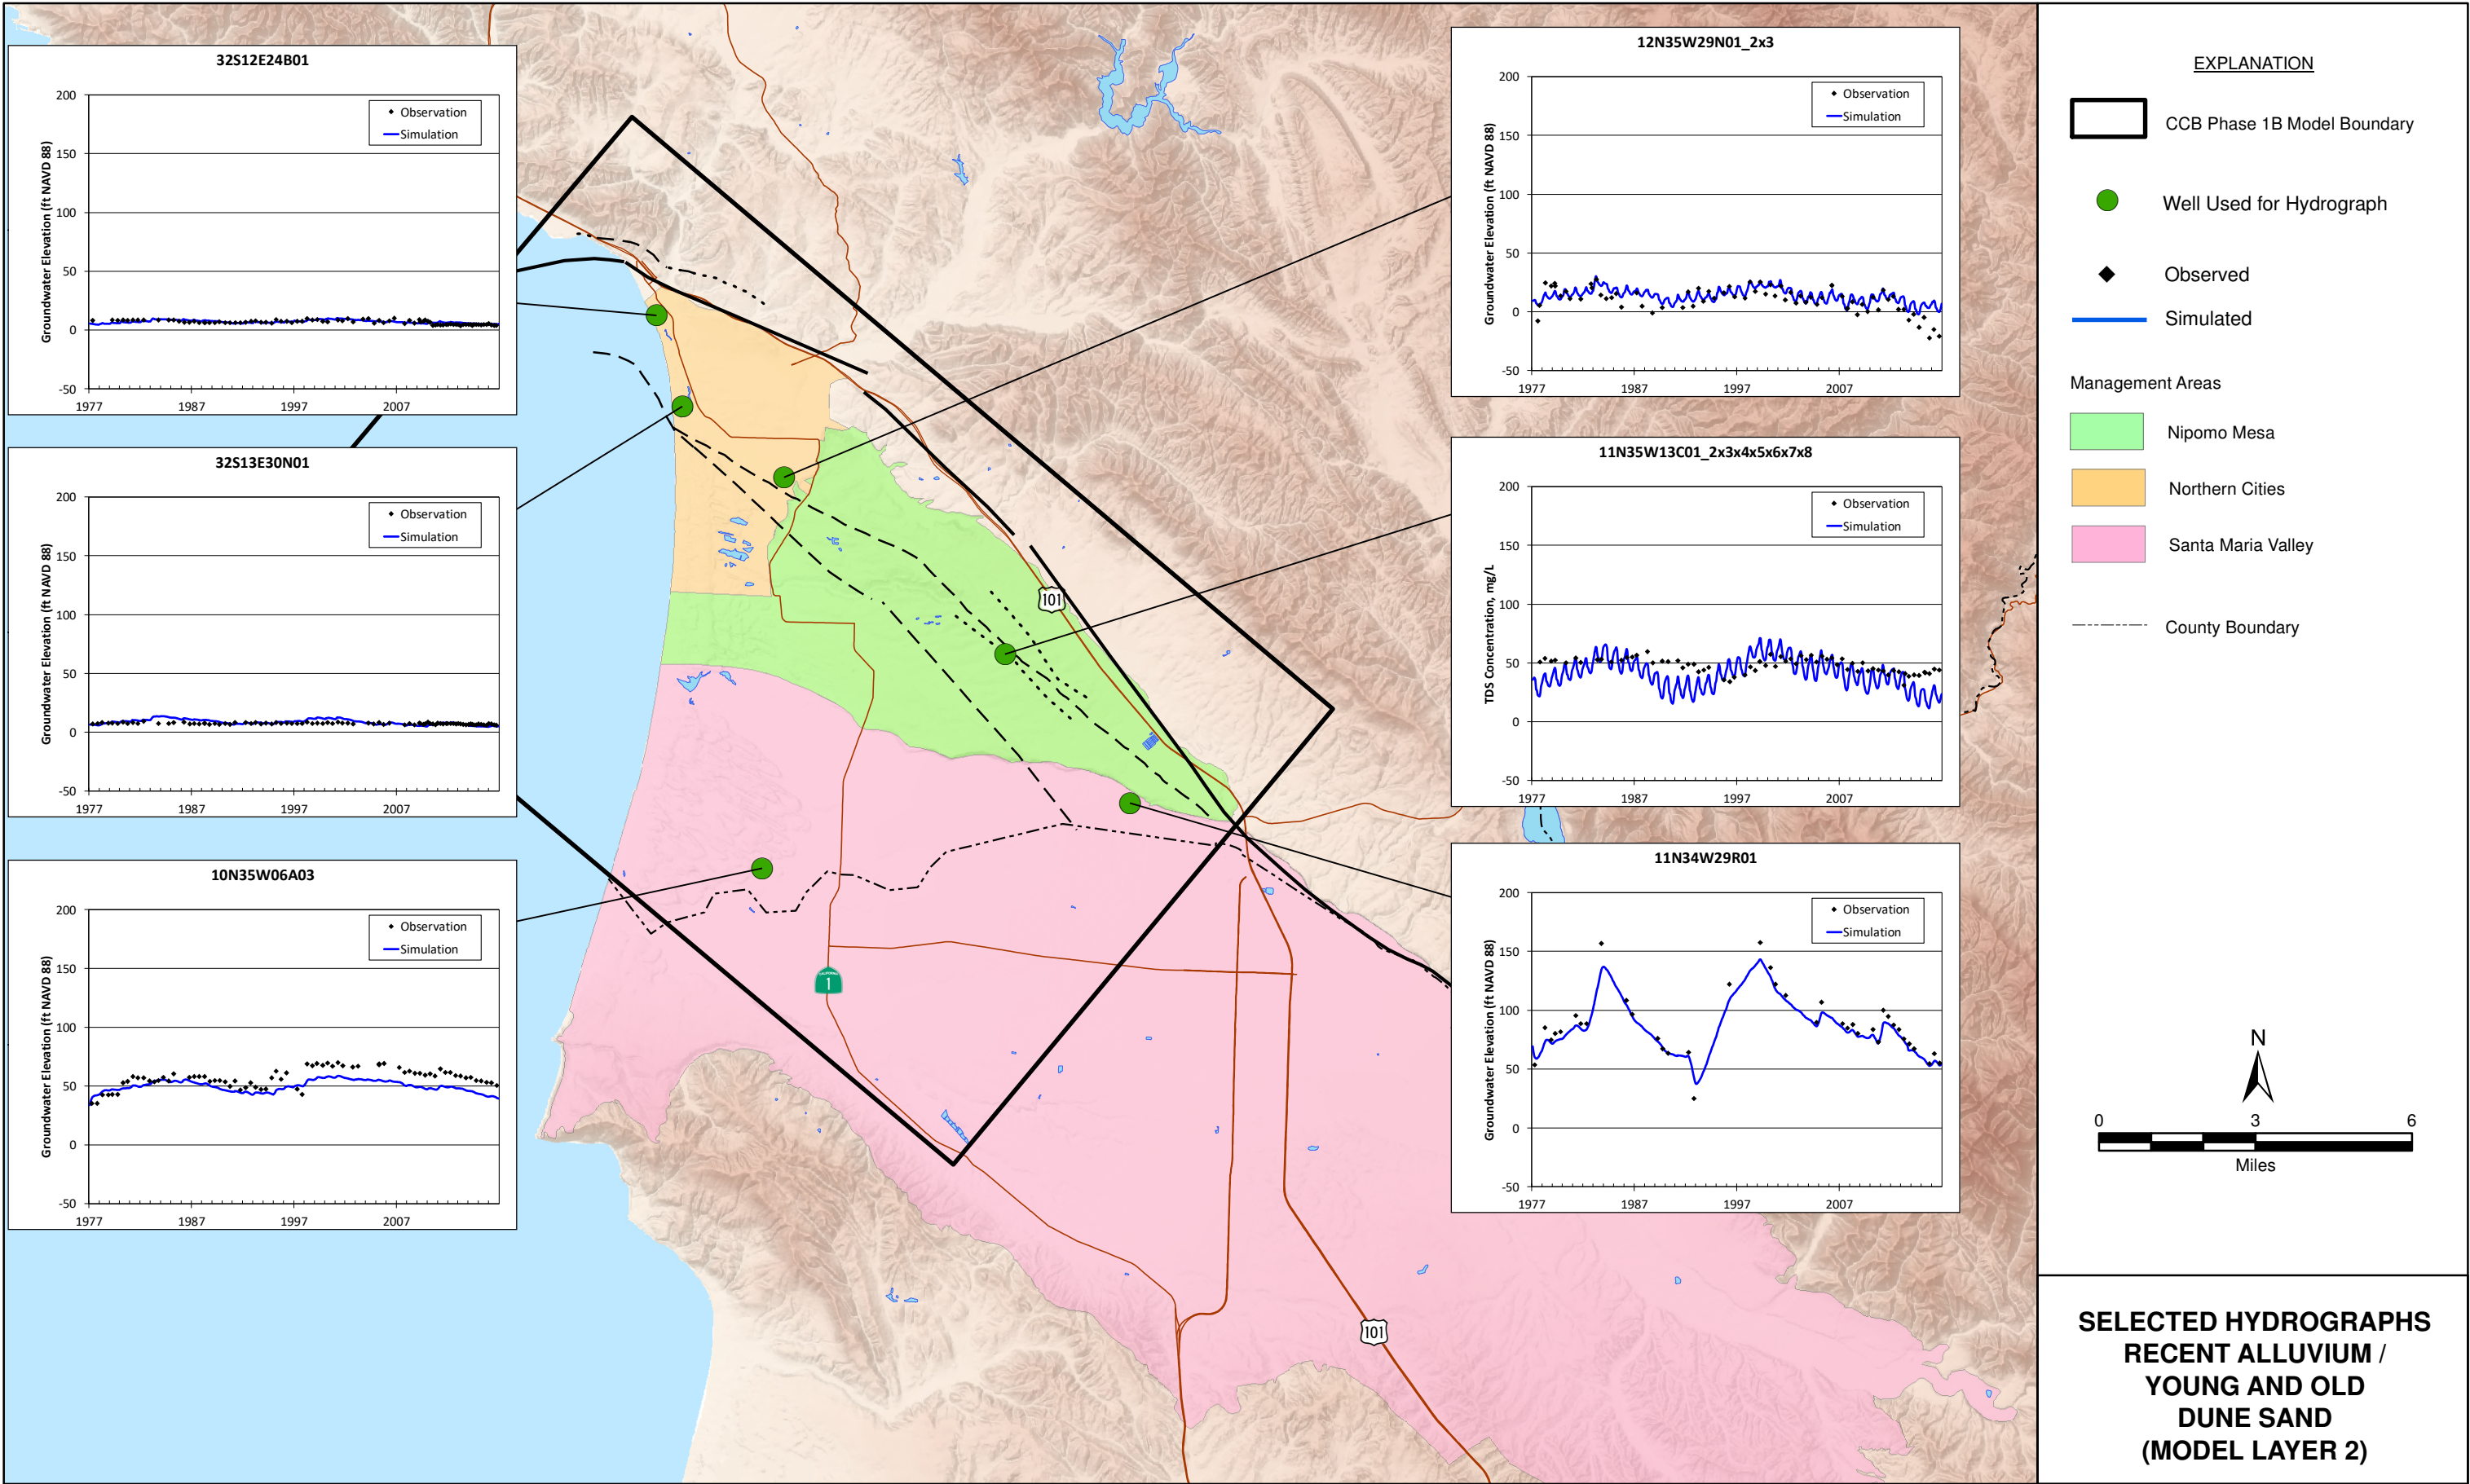 32S12E24B01
Groundwater Elevation (ft NAVD 88)
200
150
100
50
0
-50
Observation
Simulation
1977
1987
1997
2007
32S13E30N01
Groundwater Elevation (ft NAVD 88)
200
150
100
50
0
-50
Observation
Simulation
1977
1987
1997
2007
10N35W06A03
Groundwater Elevation (ft NAVD 88)
200
150
100
50
0
-50
Observation
Simulation
1977
1987
1997
2007
101
CALIFORNIA
1
101
12N35W29N01_2x3
Groundwater Elevation (ft NAVD 88)
200
150
100
50
0
-50
Observation
Simulation
1977
1987
1997
2007
11N35W13C01_2x3x4x5x6x7x8
TDS Concentration, mg/L
200
150
100
50
0
-50
Observation
Simulation
1977
1987
1997
2007
11N34W29R01
Groundwater Elevation (ft NAVD 88)
200
150
100
50
0
-50
Observation
Simulation
1977
1987
1997
2007
EXPLANATION
CCB Phase 1B Model Boundary
Well Used for Hydrograph
Observed
Simulated
Management Areas
Nipomo Mesa
Northern Cities
Santa Maria Valley
County Boundary
N
0 3 6
Miles
SELECTED HYDROGRAPHS
RECENT ALLUVIUM /
YOUNG AND OLD
DUNE SAND
(MODEL LAYER 2)